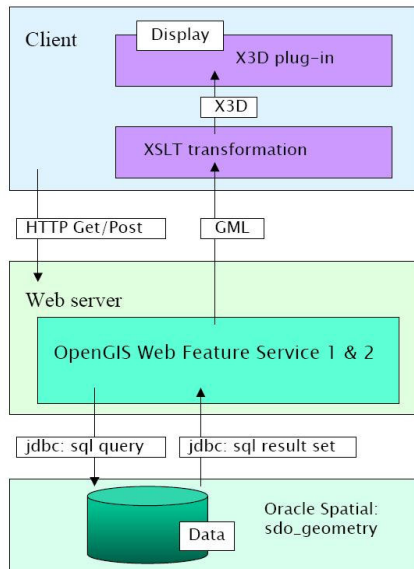 Display
Client
X3D plug-in
X3D
XSLT transformation
HTTP Get/Post
GML
Web server
OpenGIS Web Feature Service 1 & 2
jdbc: sql query
jdbc: sql result set
Oracle Spatial:
sdo_geometry
Data